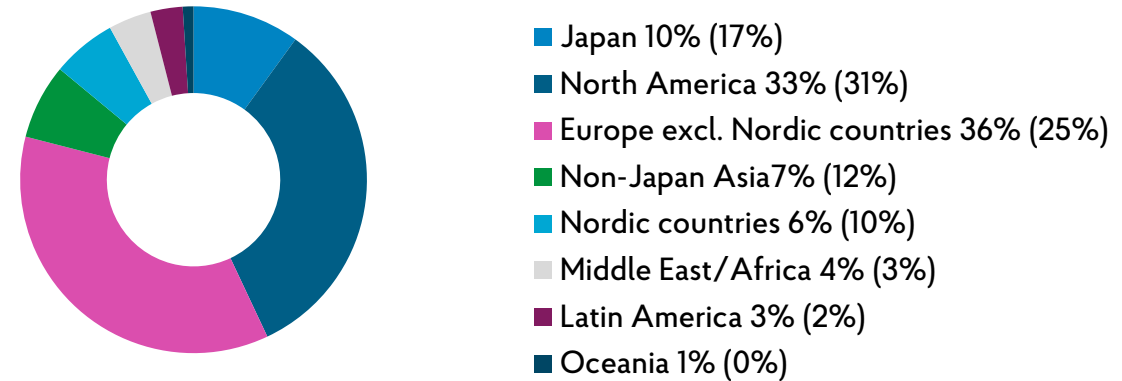 Japan 10% (17%)
North America 33% (31%)
Europe excl. Nordic countries 36% (25%)
Non-Japan Asia7% (12%)
Nordic countries 6% (10%)
Middle East/Africa 4% (3%)
Latin America 3% (2%)
Oceania 1% (0%)